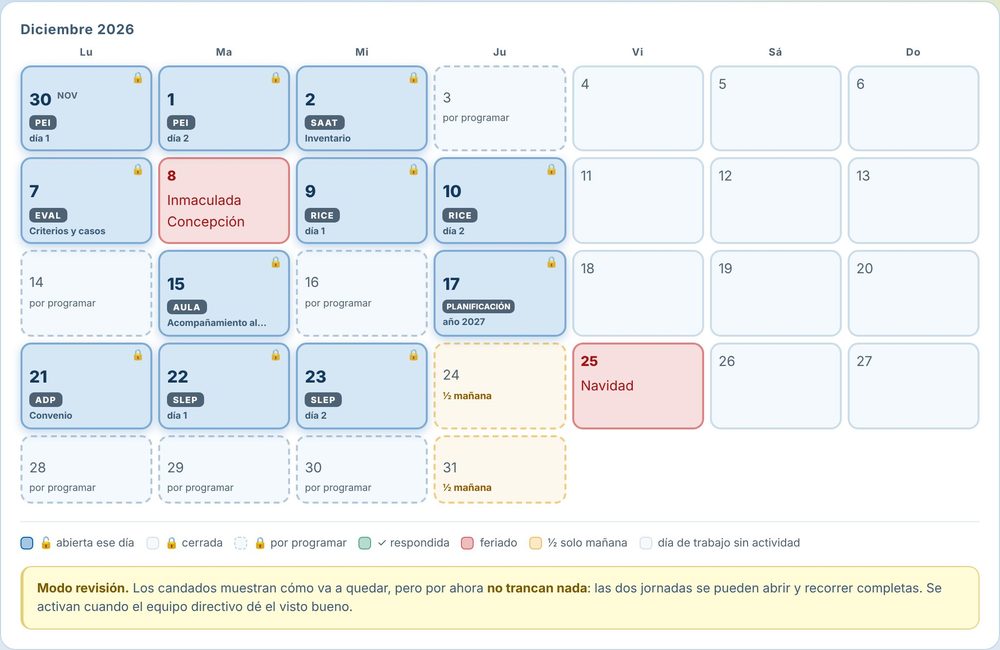 Diciembre 2026
Lu Ma Mi Ju Vi Sá Do
30 NOV
PEI
día 1
1
PEI
día 2
2
SAAT
Inventario
3
por programar
4
5
6
7
EVAL
Criterios y casos
8
Inmaculada
Concepción
9
RICE
día 1
10
RICE
día 2
11
12
13
14
por programar
15
AULA
Acompañamiento al...
16
por programar
17
PLANIFICACIÓN
año 2027
18
19
20
21
ADP
Convenio
22
SLEP
día 1
23
SLEP
día 2
24
½ mañana
25
Navidad
26
27
28
por programar
29
por programar
30
por programar
31
½ mañana
abierta ese día cerrada por programar ✓ respondida feriado ½ solo mañana día de trabajo sin actividad
Modo revisión. Los candados muestran cómo va a quedar, pero por ahora no trancan nada: las dos jornadas se pueden abrir y recorrer completas. Se
activan cuando el equipo directivo dé el visto bueno.